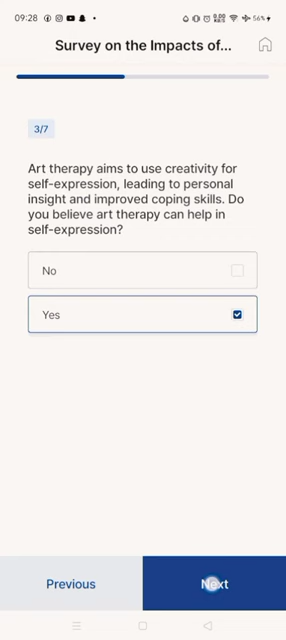 09:28
56%
Survey on the Impacts of...
3/7
Art therapy aims to use creativity for
self-expression, leading to personal
insight and improved coping skills. Do
you believe art therapy can help in
self-expression?
No
Yes
Previous
Next